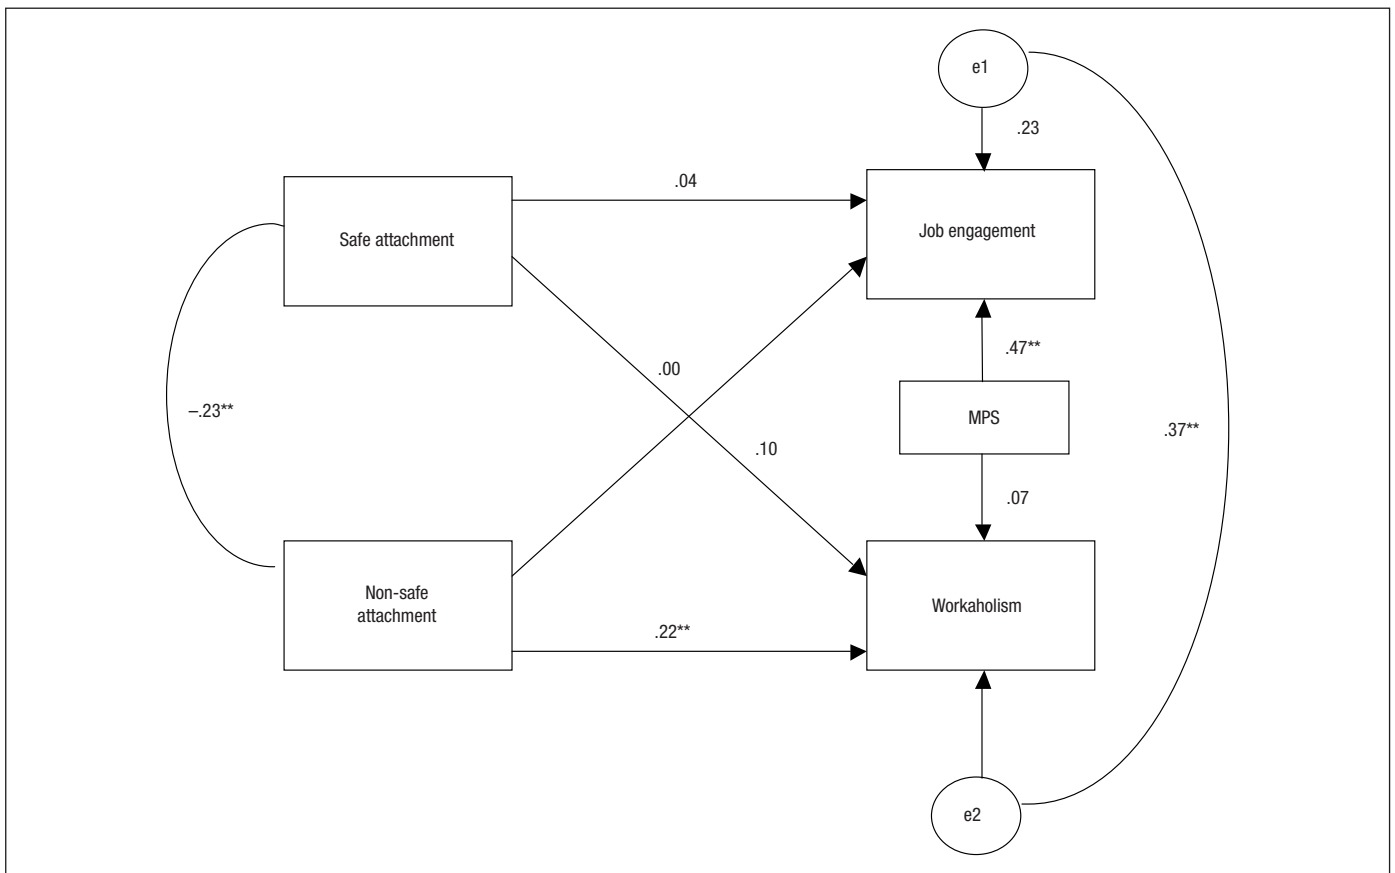 e1
.23
.04
Safe attachment
Job engagement
.00
.47**
–.23**
MPS
.37**
.10
.07
Non-safe
attachment
Workaholism
.22**
e2